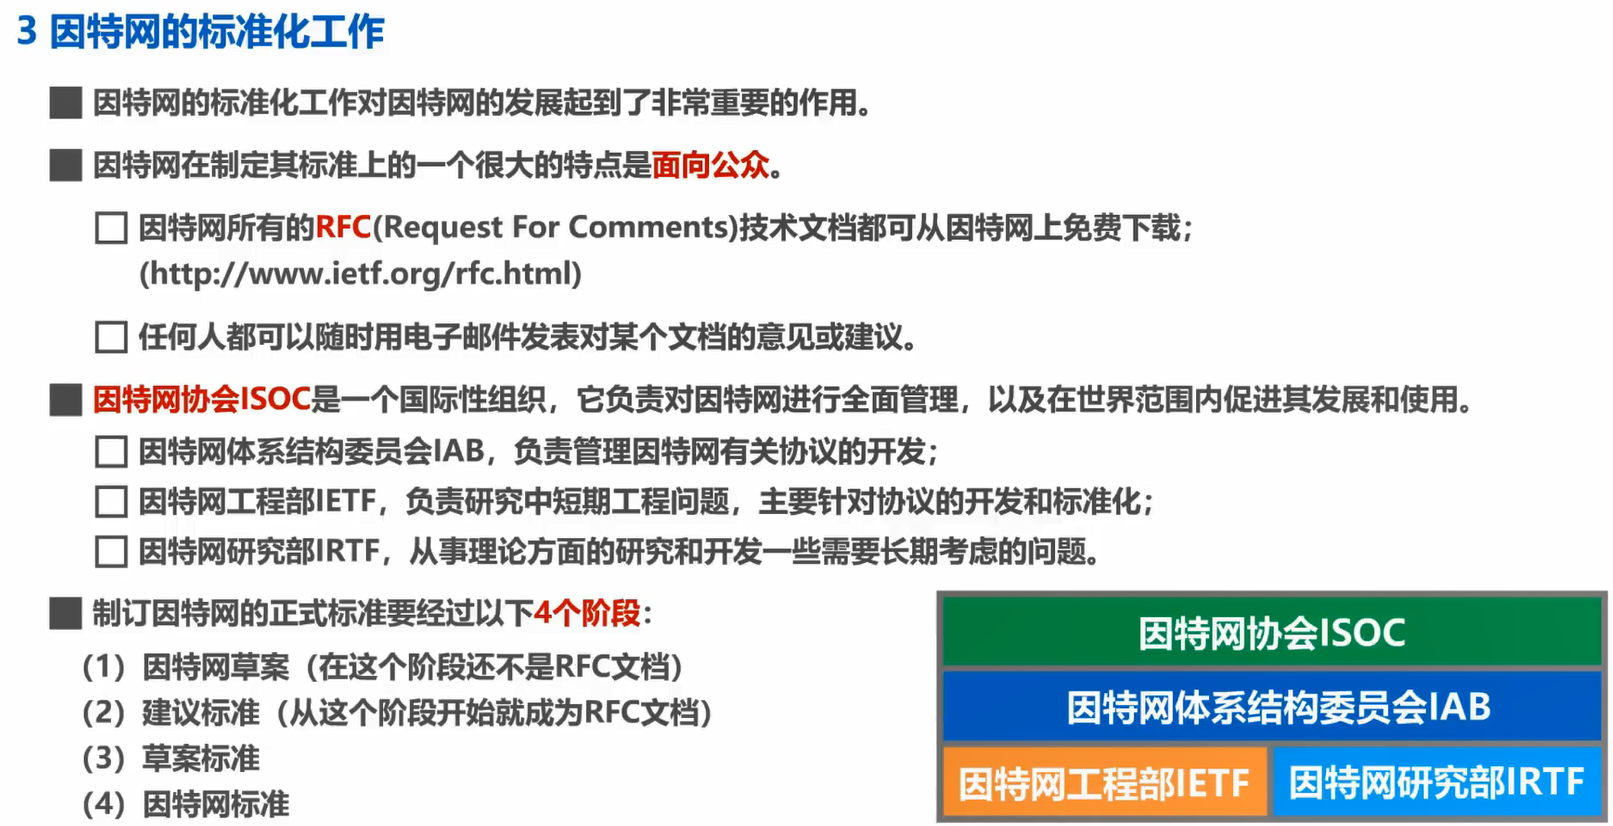 3 因特网的标准化工作
因特网的标准化工作对因特网的发展起到了非常重要的作用。
因特网在制定其标准上的一个很大的特点是面向公众。
因特网所有的RFC(Request For Comments)技术文档都可从因特网上免费下载；
(http://www.ietf.org/rfc.html)
任何人都可以随时用电子邮件发表对某个文档的意见或建议。
因特网协会ISOC是一个国际性组织，它负责对因特网进行全面管理，以及在世界范围内促进其发展和使用。
因特网体系结构委员会IAB，负责管理因特网有关协议的开发；
因特网工程部IETF，负责研究中短期工程问题，主要针对协议的开发和标准化；
因特网研究部IRTF，从事理论方面的研究和开发一些需要长期考虑的问题。
制订因特网的正式标准要经过以下4个阶段：
（1）因特网草案（在这个阶段还不是RFC文档）
（2）建议标准（从这个阶段开始就成为RFC文档）
（3）草案标准
（4）因特网标准
因特网协会ISOC
因特网体系结构委员会IAB
因特网工程部IETF
因特网研究部IRTF